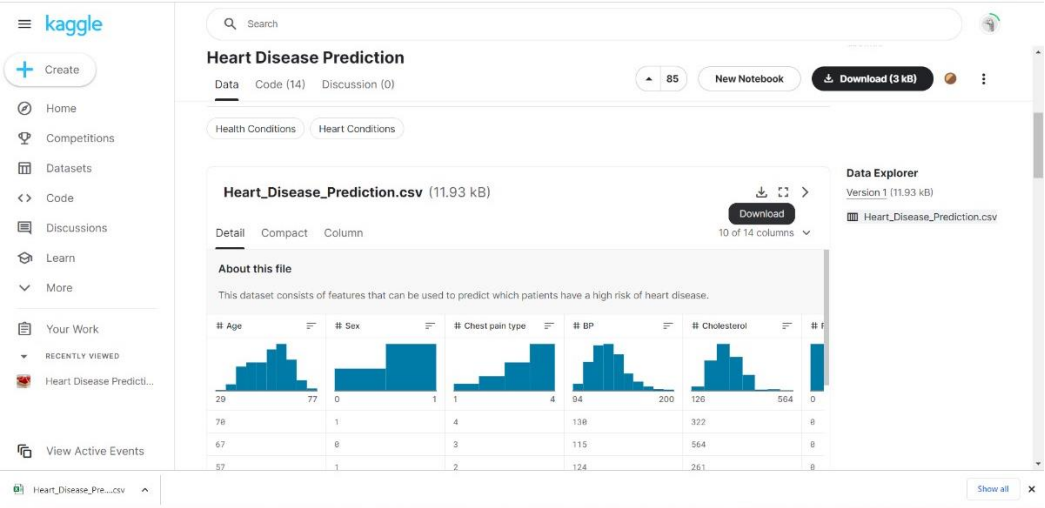 kaggle
Search
Create
Home
Competitions
Datasets
Code
Discussions
Learn
More
Your Work
RECENTLY VIEWED
Heart Disease Predicti...
View Active Events
Heart Disease Prediction
Data Code (14) Discussion (0)
85 New Notebook Download (3 kB)
Health Conditions Heart Conditions
Heart_Disease_Prediction.csv (11.93 kB)
Download
Detail Compact Column 10 of 14 columns
About this file
This dataset consists of features that can be used to predict which patients have a high risk of heart disease.
# Age # Sex # Chest pain type # BP # Cholesterol # F
29 77 0 1 1 4 94 200 126 564 0
70 1 4 130 322 0
67 0 3 115 564 0
57 1 2 124 261 0
Data Explorer
Version 1 (11.93 kB)
Heart_Disease_Prediction.csv
Heart_Disease_Pre....csv Show all